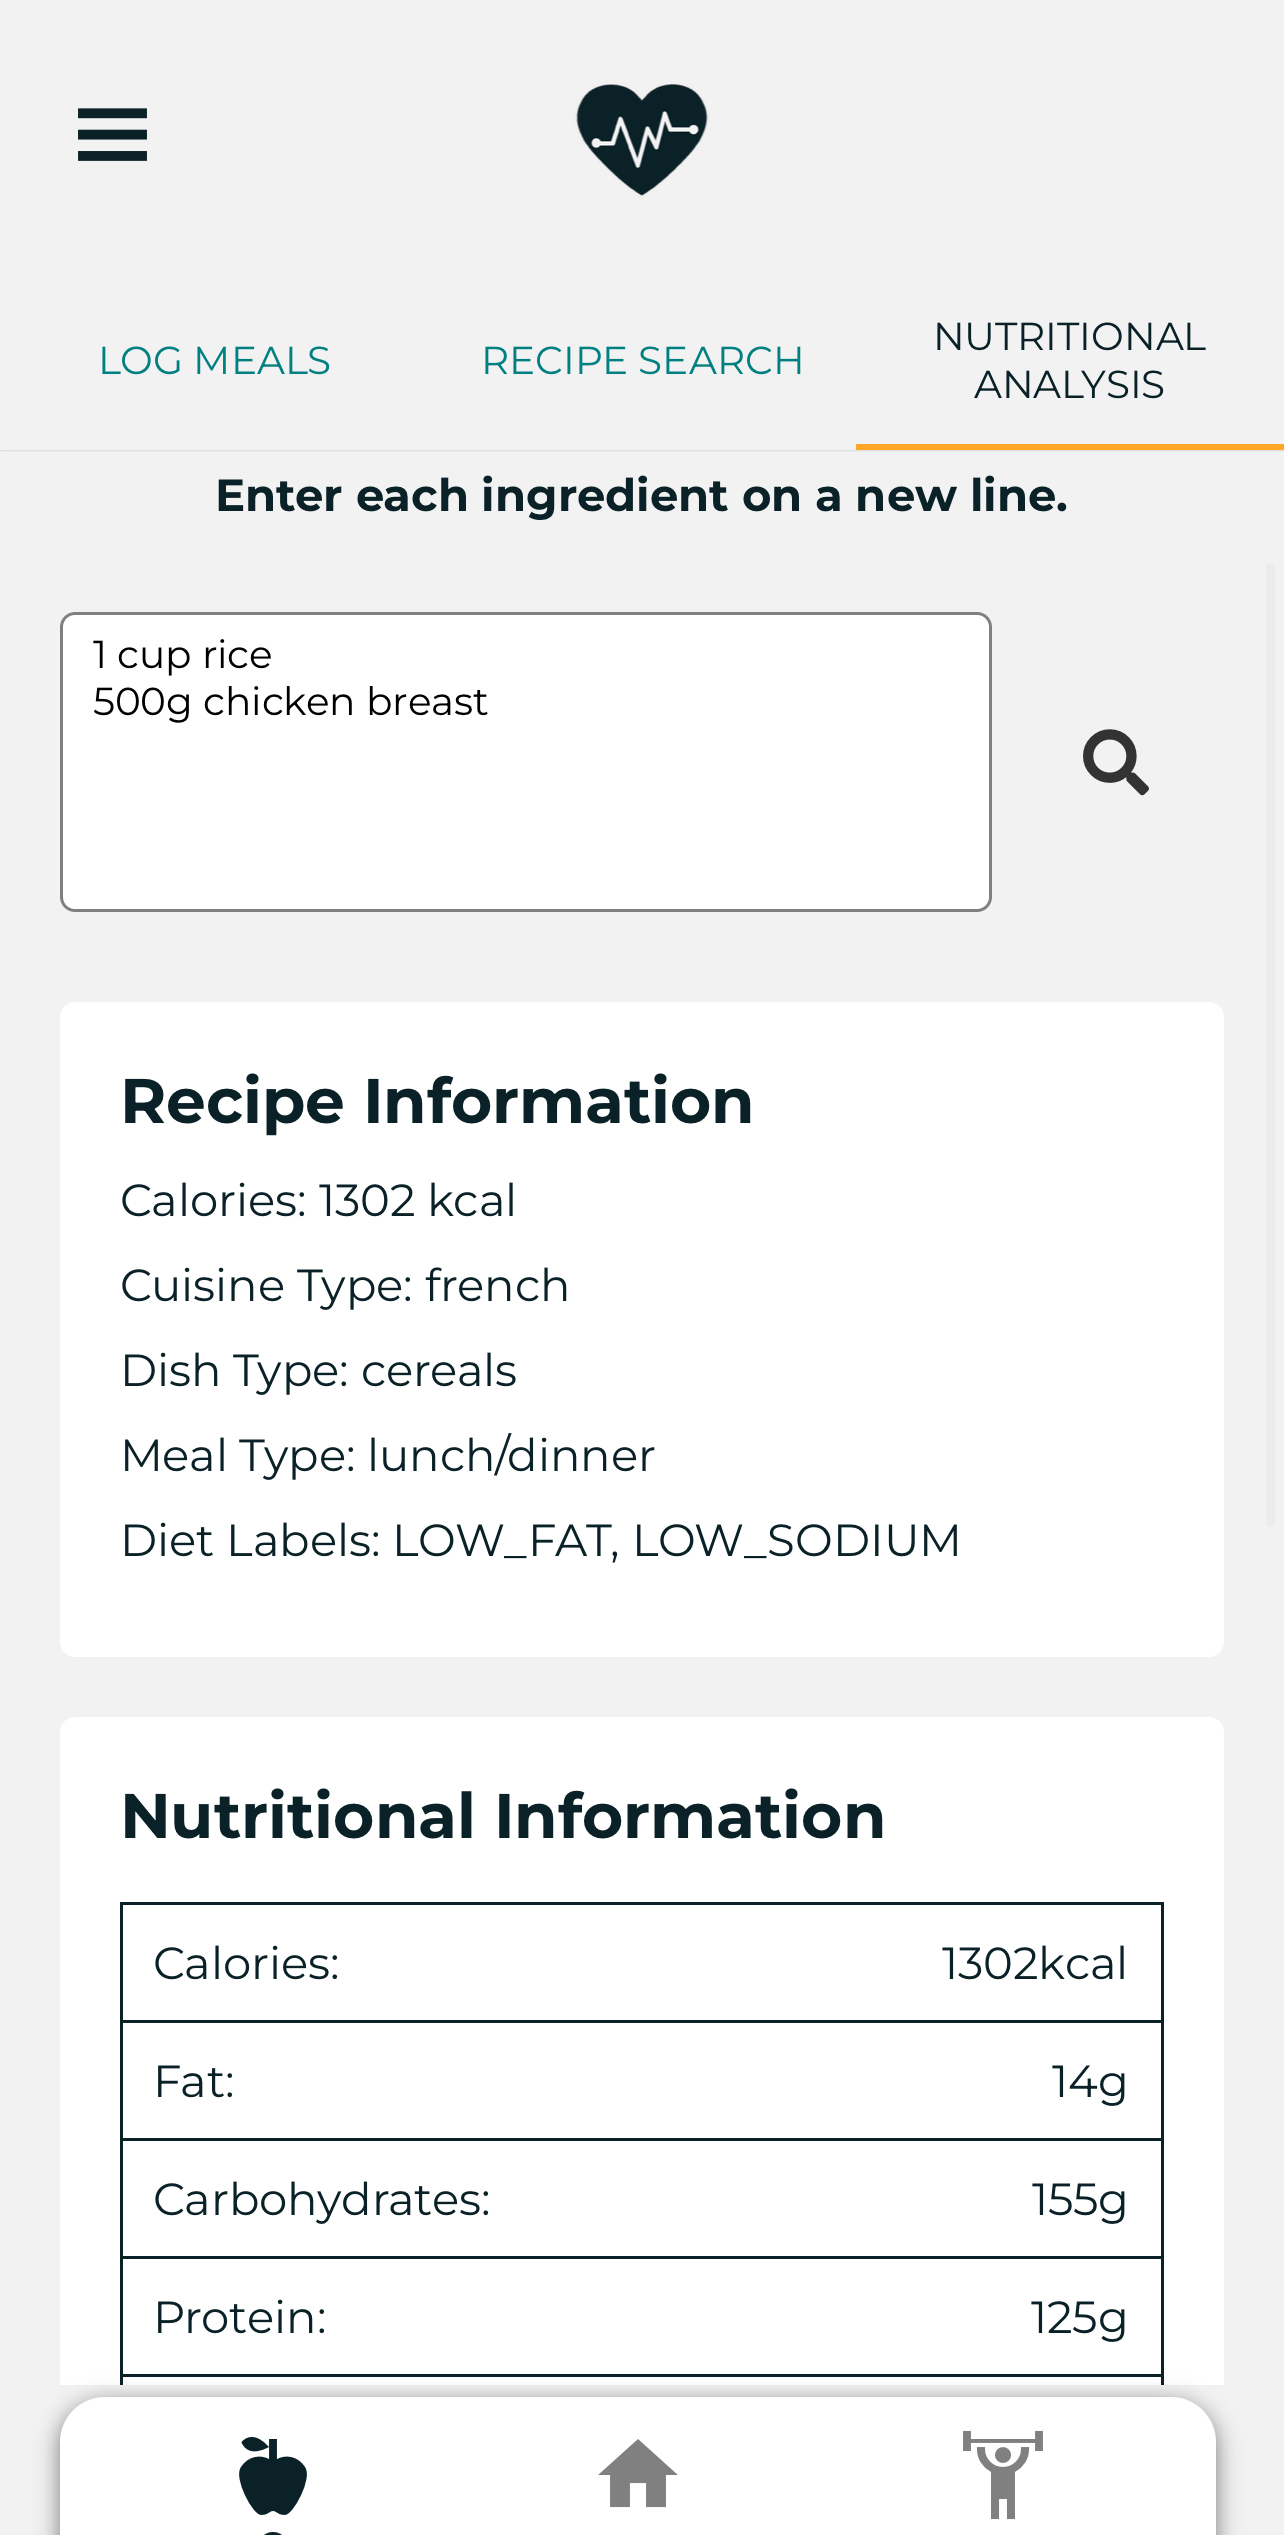 LOG MEALS
RECIPE SEARCH
NUTRITIONAL
ANALYSIS
Enter each ingredient on a new line.
1 cup rice
500g chicken breast
Recipe Information
Calories: 1302 kcal
Cuisine Type: french
Dish Type: cereals
Meal Type: lunch/dinner
Diet Labels: LOW_FAT, LOW_SODIUM
Nutritional Information
Calories: 1302kcal
Fat: 14g
Carbohydrates: 155g
Protein: 125g